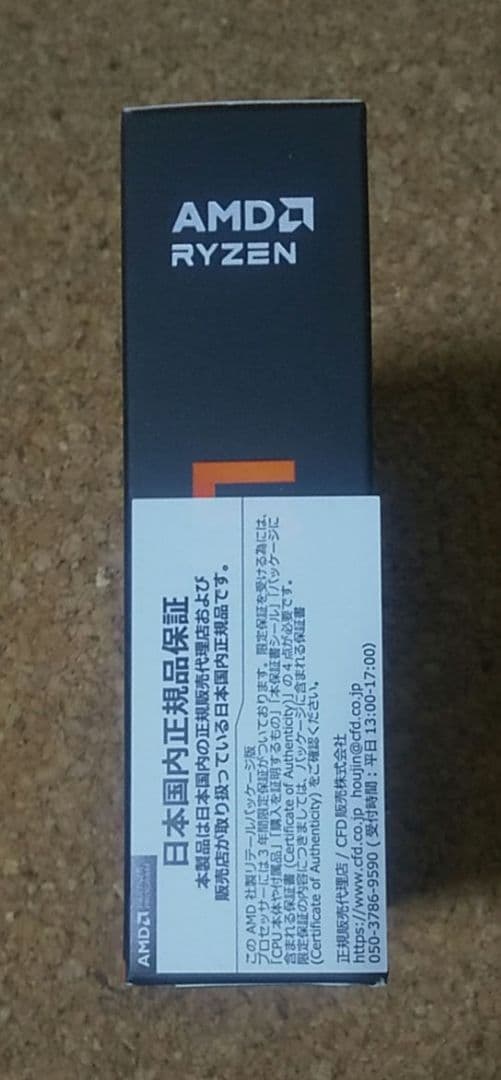 AMD
RYZEN
AMD
日本国内正規品保証
本製品は日本国内の正規販売代理店および
販売店が取り扱っている日本国内正規品です。
このAMD 社製リテールパッケージ版
プロセッサーには3年間限定保証がついております。限定保証を受ける為には、
「CPU本体や付属品」「購入を証明するもの」「本保証書シール」「パッケージに
含まれる保証書(Certificate of Authenticity)」の4点が必要です。
限定保証の内容につきましては、パッケージに含まれる保証書
(Certificate of Authenticity)をご確認ください。
正規販売代理店 / CFD販売株式会社
https://www.cfd.co.jp houjin@cfd.co.jp
050-3786-9590 (受付時間:平日13:00-17:00)